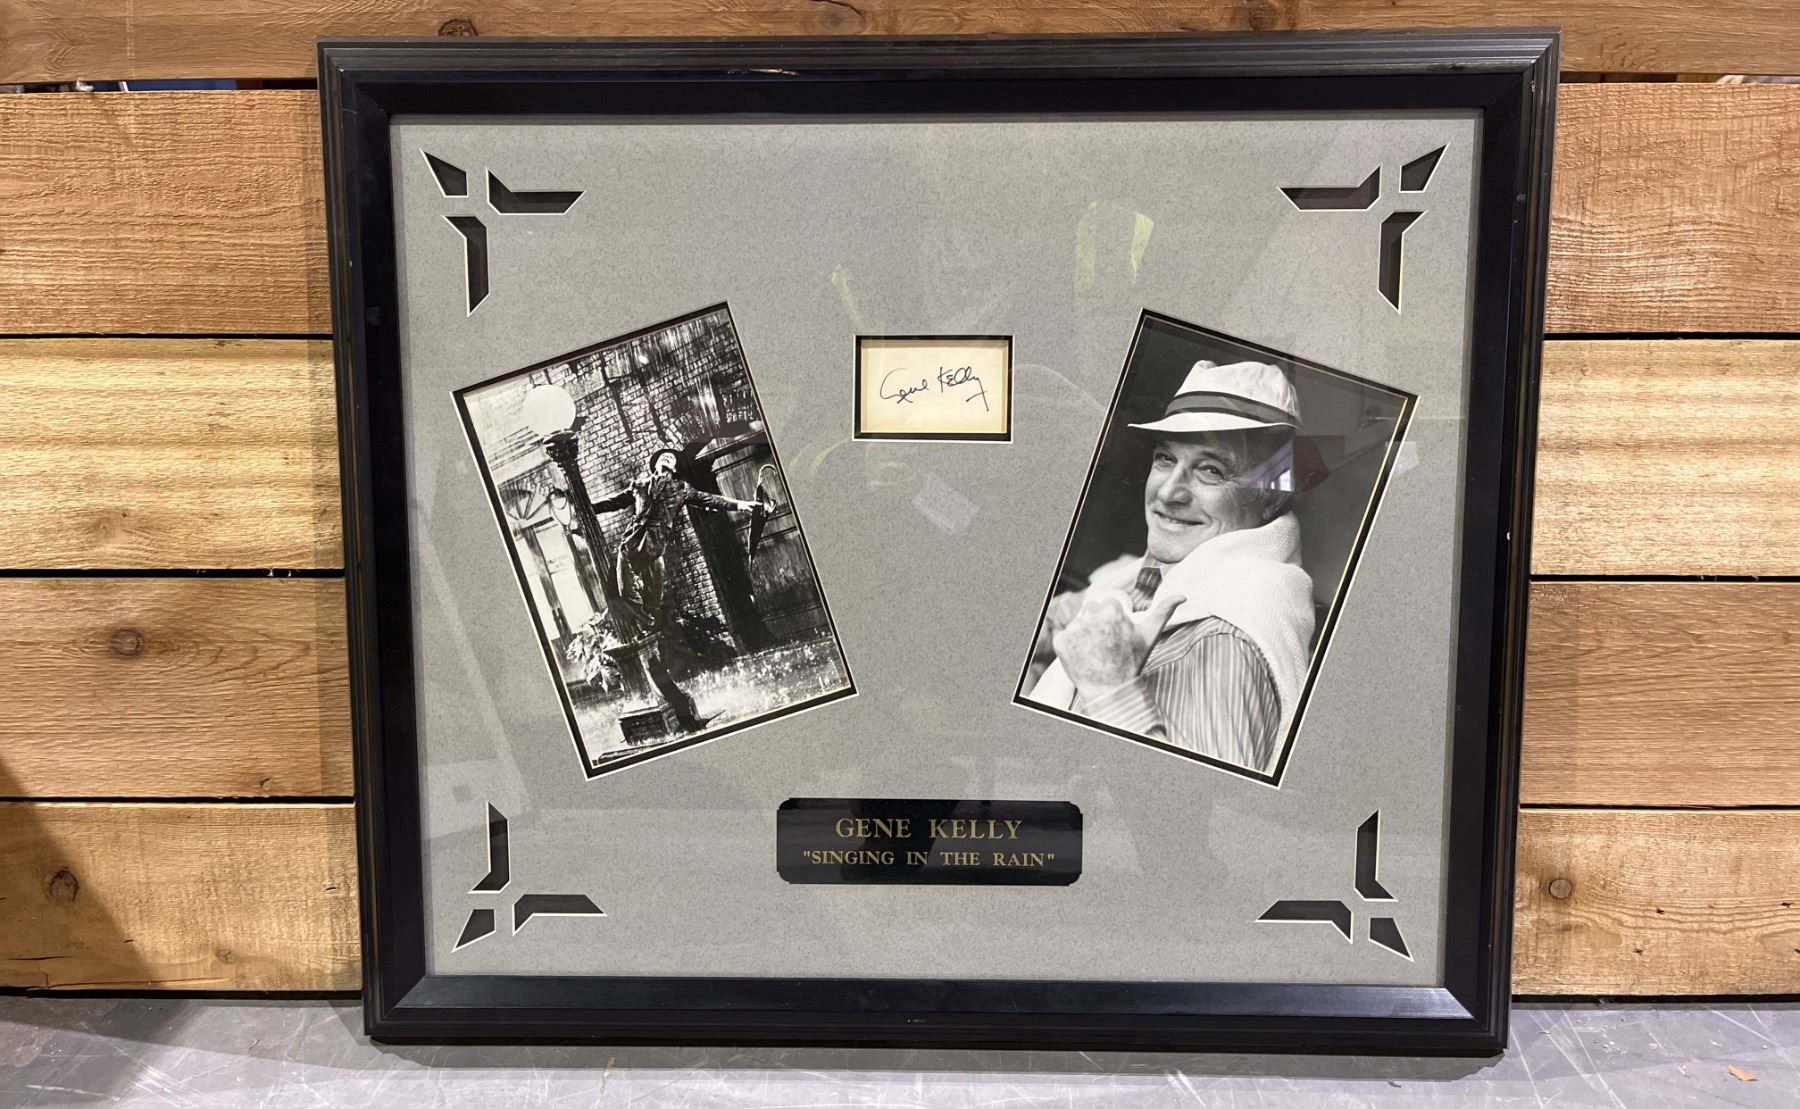 Gene Kelly
GENE KELLY
"SINGING IN THE RAIN"